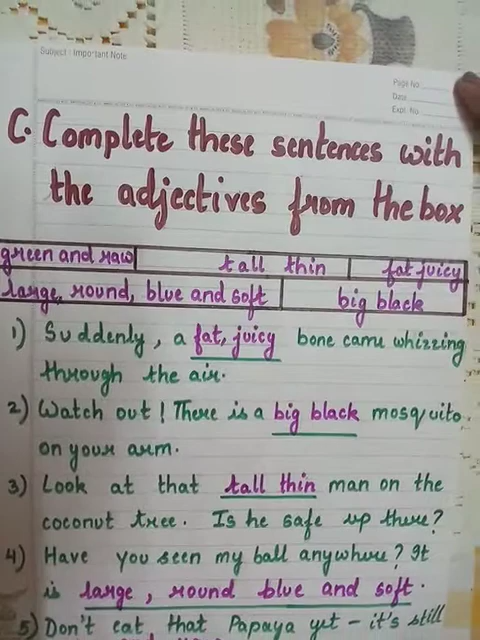 Subject : Important Note
Page No
Date
Expt. No
C. Complete these sentences with
the adjectives from the box
green and raw tall thin fat juicy
large, round, blue and soft big black
1) Suddenly, a fat, juicy bone came whizzing
through the air.
2) Watch out! There is a big black mosquito
on your arm.
3) Look at that tall thin man on the
coconut tree. Is he safe up there?
4) Have you seen my ball anywhere? It
is large, round blue and soft.
5) Don't eat, that Papaya yet - it's still